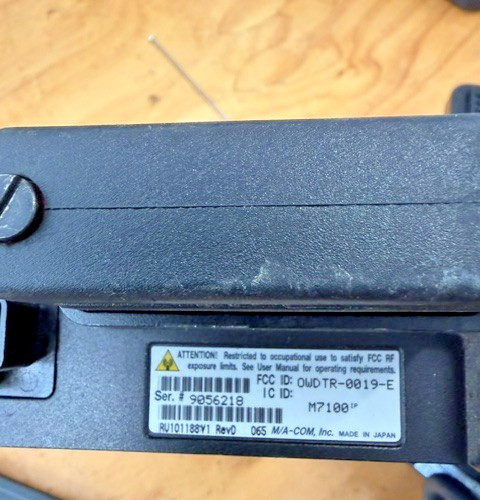 ATTENTION! Restricted to occupational use to satisfy FCC RF
exposure limits. See User Manual for operating requirements.
FCC ID: OWDTR-0019-E
Ser. # 9056218 IC ID:
M7100IP
RU101188V1 RevD 065 M/A-COM, Inc. MADE IN JAPAN